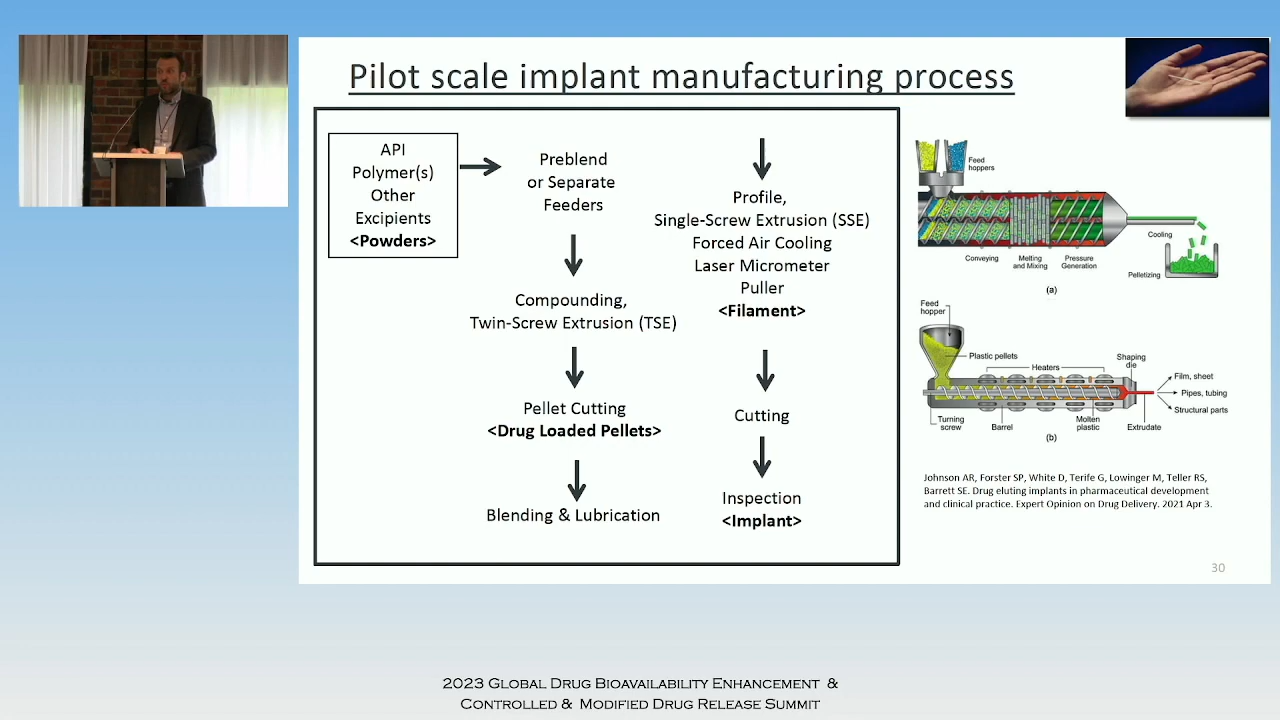 Pilot scale implant manufacturing process
API
Polymer(s)
Other
Excipients
<Powders>
Preblend
or Separate
Feeders
Compounding,
Twin-Screw Extrusion (TSE)
Pellet Cutting
<Drug Loaded Pellets>
Blending & Lubrication
Profile,
Single-Screw Extrusion (SSE)
Forced Air Cooling
Laser Micrometer
Puller
<Filament>
Cutting
Inspection
<Implant>
Feed
hoppers
Conveying
Melting
and Mixing
Pressure
Generation
Cooling
Pelletizing
(a)
Feed
hopper
Plastic pellets
Heaters
Shaping
die
Film, sheet
Pipes, tubing
Structural parts
Turning
screw
Barrel
Molten
plastic
Extrudate
(b)
Johnson AR, Forster SP, White D, Terife G, Lowinger M, Teller RS,
Barrett SE. Drug eluting implants in pharmaceutical development
and clinical practice. Expert Opinion on Drug Delivery. 2021 Apr 3.
30
2023 Global Drug Bioavailability Enhancement &
Controlled & Modified Drug Release Summit